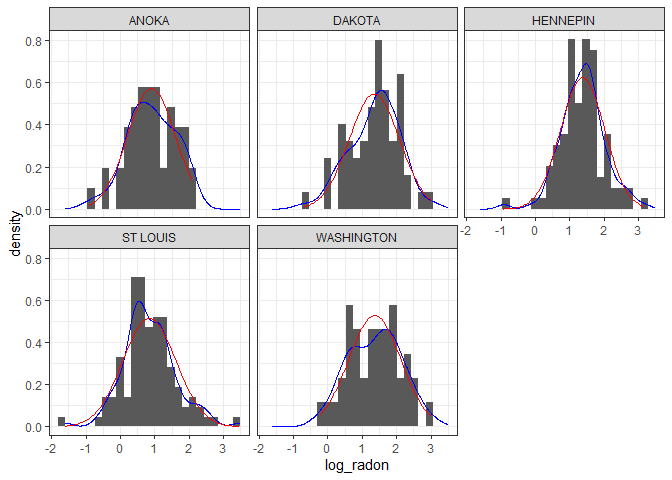 ANOKA DAKOTA HENNEPIN
0.8
0.6
0.4
0.2
0.0
-2 -1 0 1 2 3
density
ST LOUIS WASHINGTON
0.8
0.6
0.4
0.2
0.0
-2 -1 0 1 2 3 -2 -1 0 1 2 3
log_radon